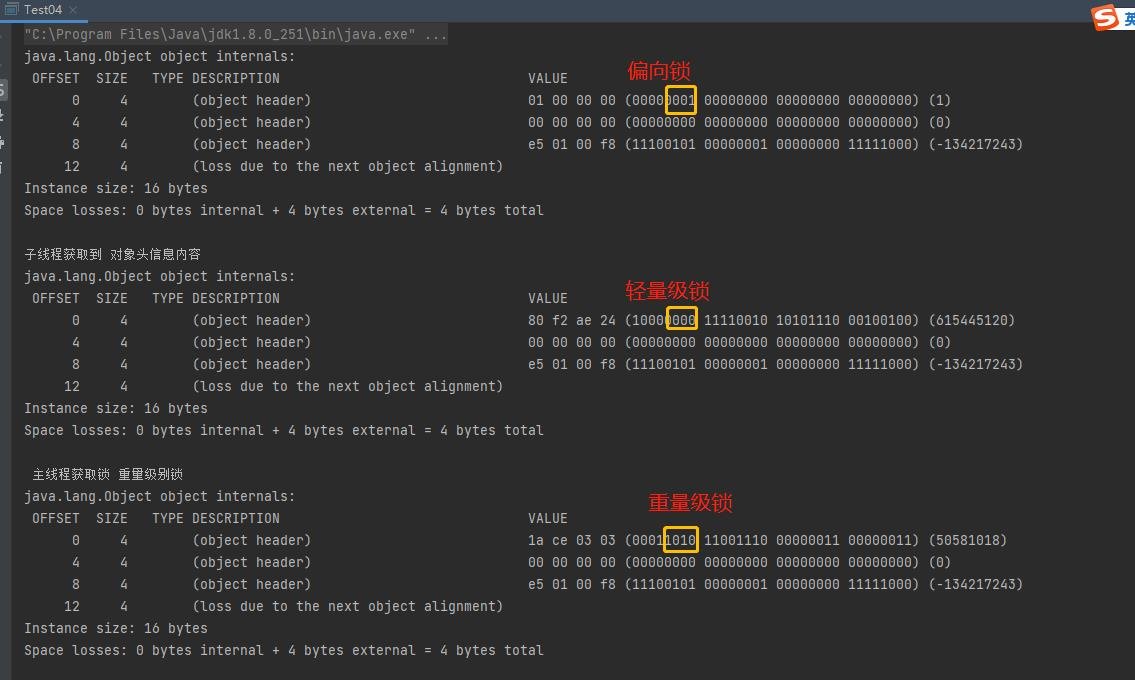 Test04
英
"C:\Program Files\Java\jdk1.8.0_251\bin\java.exe" ...
java.lang.Object object internals:
偏向锁
OFFSET SIZE TYPE DESCRIPTION VALUE
0 4 (object header) 01 00 00 00 (00000001 00000000 00000000 00000000) (1)
4 4 (object header) 00 00 00 00 (00000000 00000000 00000000 00000000) (0)
8 4 (object header) e5 01 00 f8 (11100101 00000001 00000000 11111000) (-134217243)
12 4 (loss due to the next object alignment)
Instance size: 16 bytes
Space losses: 0 bytes internal + 4 bytes external = 4 bytes total
子线程获取到 对象头信息内容
java.lang.Object object internals:
轻量级锁
OFFSET SIZE TYPE DESCRIPTION VALUE
0 4 (object header) 80 f2 ae 24 (10000000 11110010 10101110 00100100) (615445120)
4 4 (object header) 00 00 00 00 (00000000 00000000 00000000 00000000) (0)
8 4 (object header) e5 01 00 f8 (11100101 00000001 00000000 11111000) (-134217243)
12 4 (loss due to the next object alignment)
Instance size: 16 bytes
Space losses: 0 bytes internal + 4 bytes external = 4 bytes total
主线程获取锁 重量级别锁
java.lang.Object object internals:
重量级锁
OFFSET SIZE TYPE DESCRIPTION VALUE
0 4 (object header) 1a ce 03 03 (00011010 11001110 00000011 00000011) (50581018)
4 4 (object header) 00 00 00 00 (00000000 00000000 00000000 00000000) (0)
8 4 (object header) e5 01 00 f8 (11100101 00000001 00000000 11111000) (-134217243)
12 4 (loss due to the next object alignment)
Instance size: 16 bytes
Space losses: 0 bytes internal + 4 bytes external = 4 bytes total